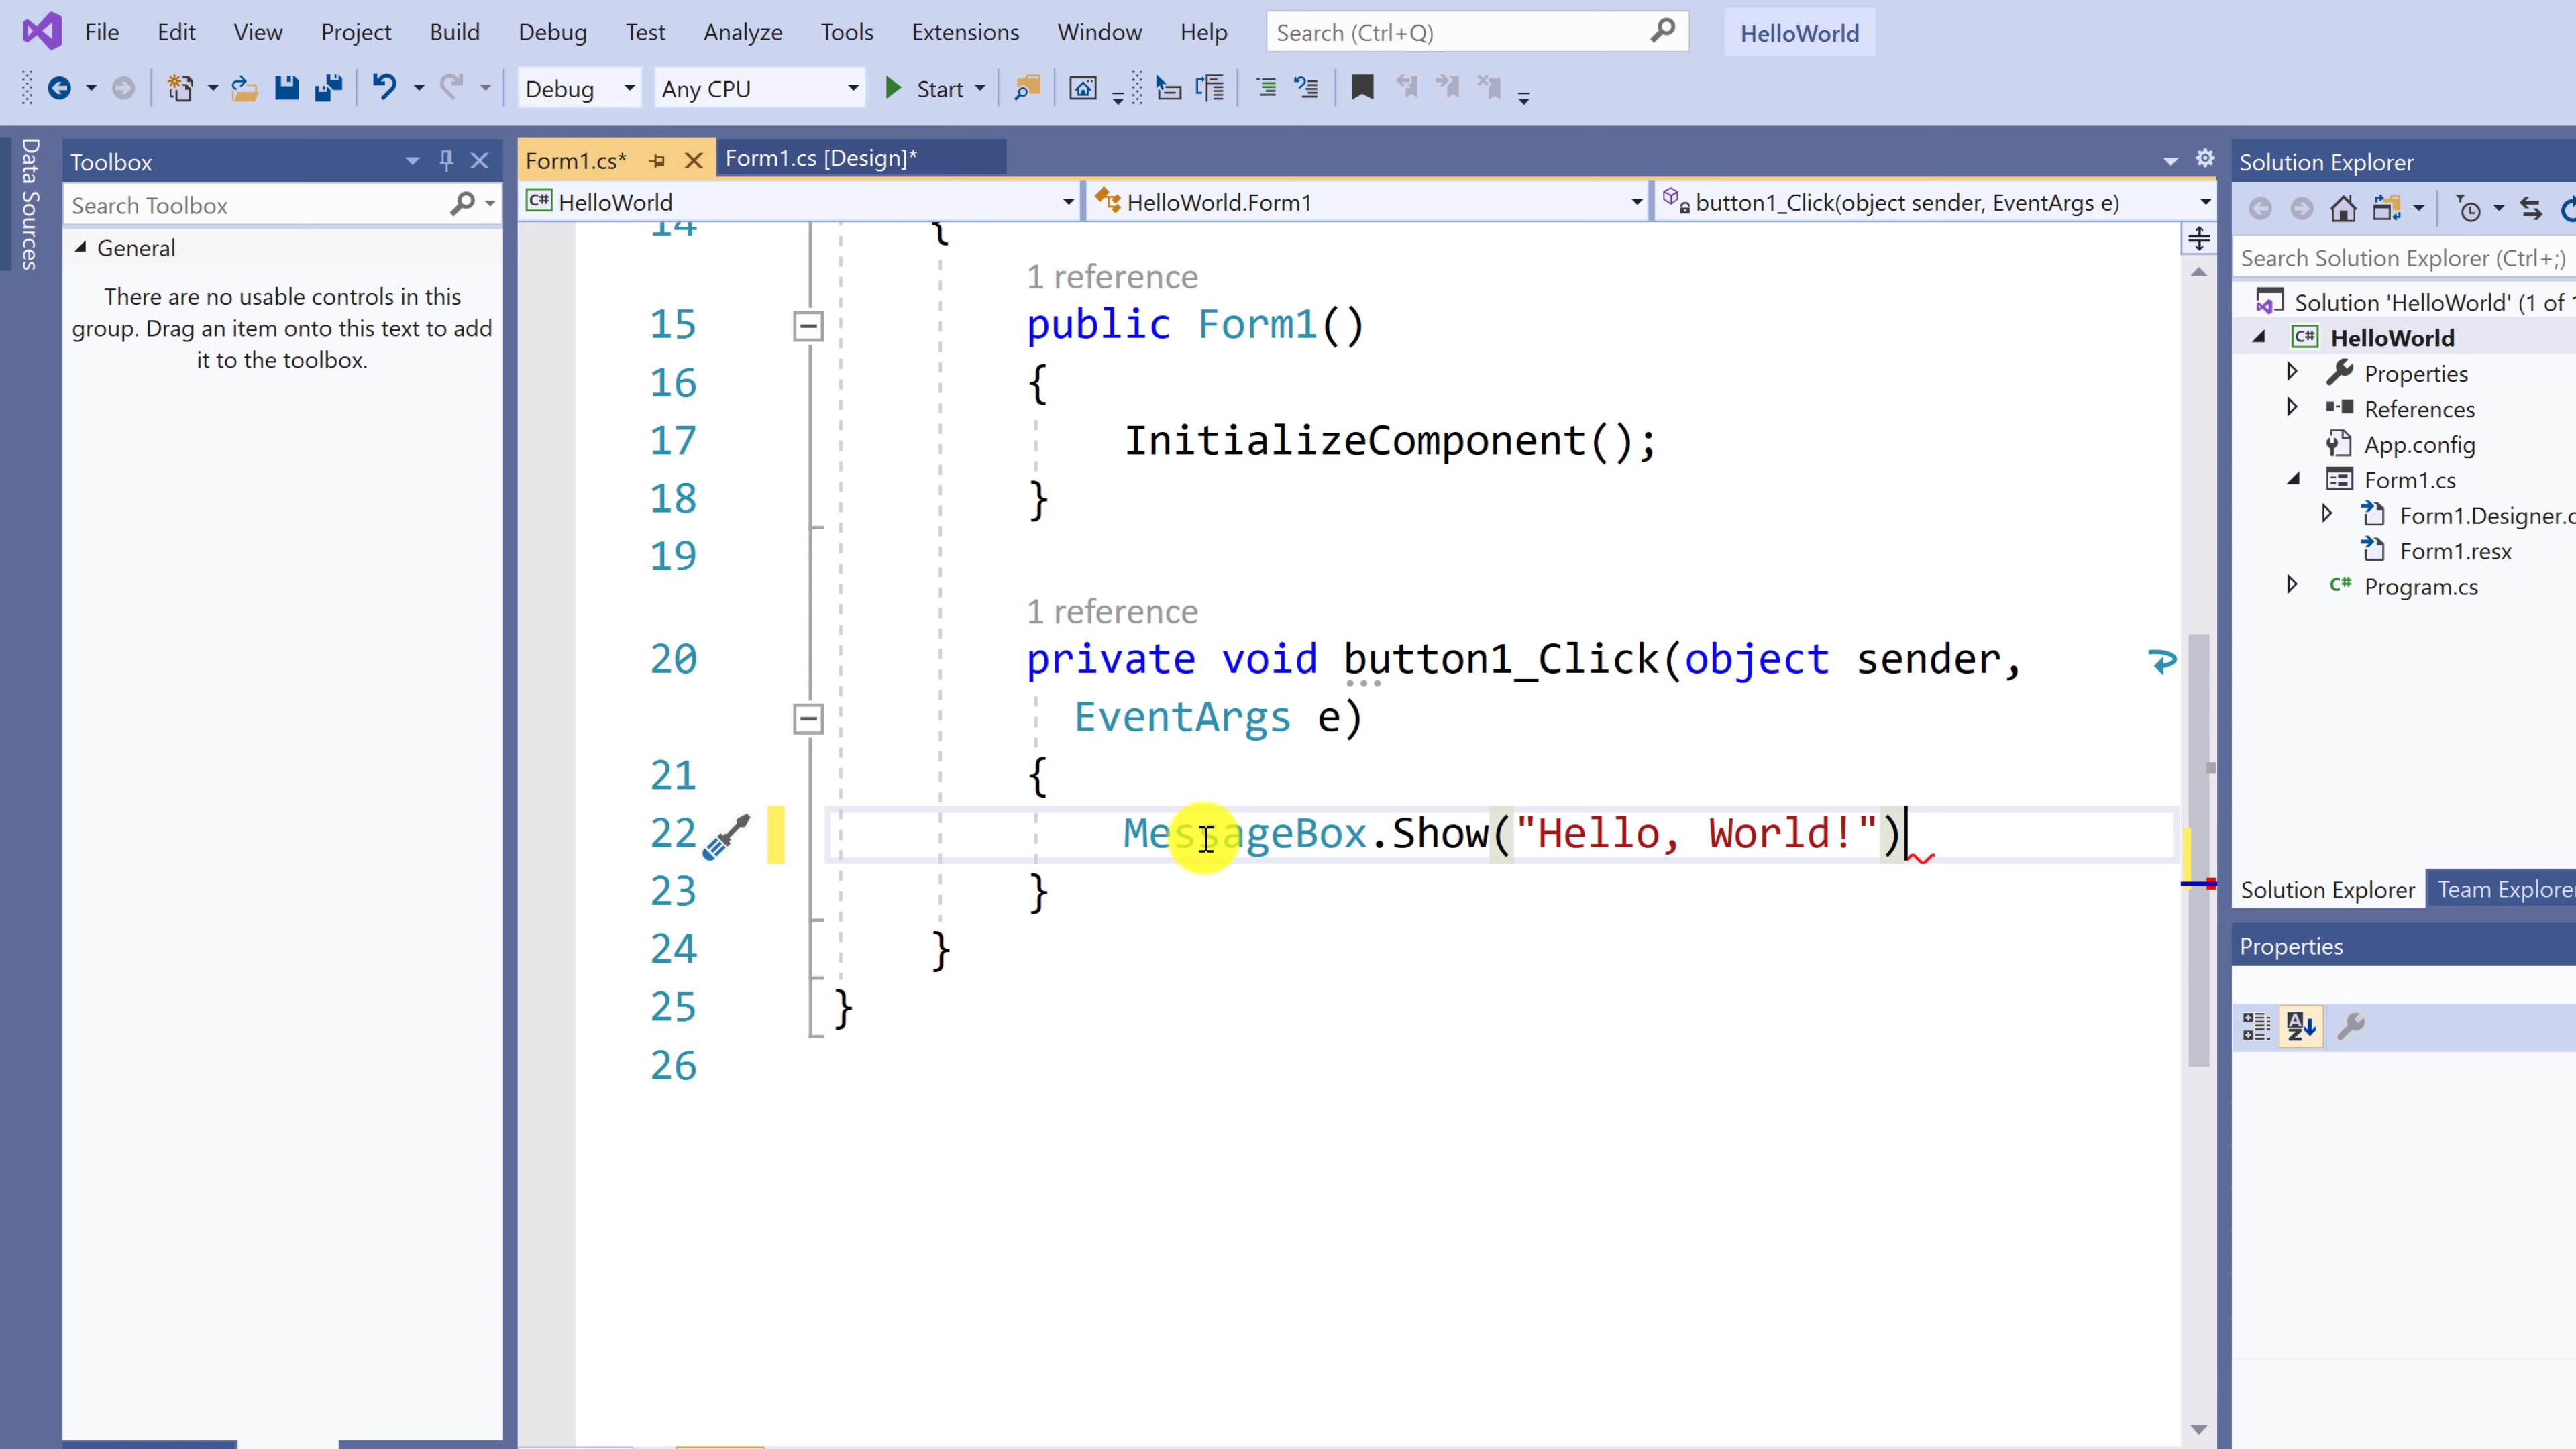 File Edit View Project Build Debug Test Analyze Tools Extensions Window Help Search (Ctrl+Q) HelloWorld
Debug Any CPU Start
Data Sources
Toolbox
Search Toolbox
General
There are no usable controls in this
group. Drag an item onto this text to add
it to the toolbox.
Form1.cs* Form1.cs [Design]*
C# HelloWorld HelloWorld.Form1 button1_Click(object sender, EventArgs e)
14 {
1 reference
15 public Form1()
16 {
17 InitializeComponent();
18 }
19
1 reference
20 private void button1_Click(object sender,
EventArgs e)
21 {
22 MessageBox.Show("Hello, World!")
23 }
24 }
25 }
26
Solution Explorer
Search Solution Explorer (Ctrl+;)
Solution 'HelloWorld' (1 of
C# HelloWorld
Properties
References
App.config
Form1.cs
Form1.Designer.c
Form1.resx
C# Program.cs
Solution Explorer Team Explorer
Properties